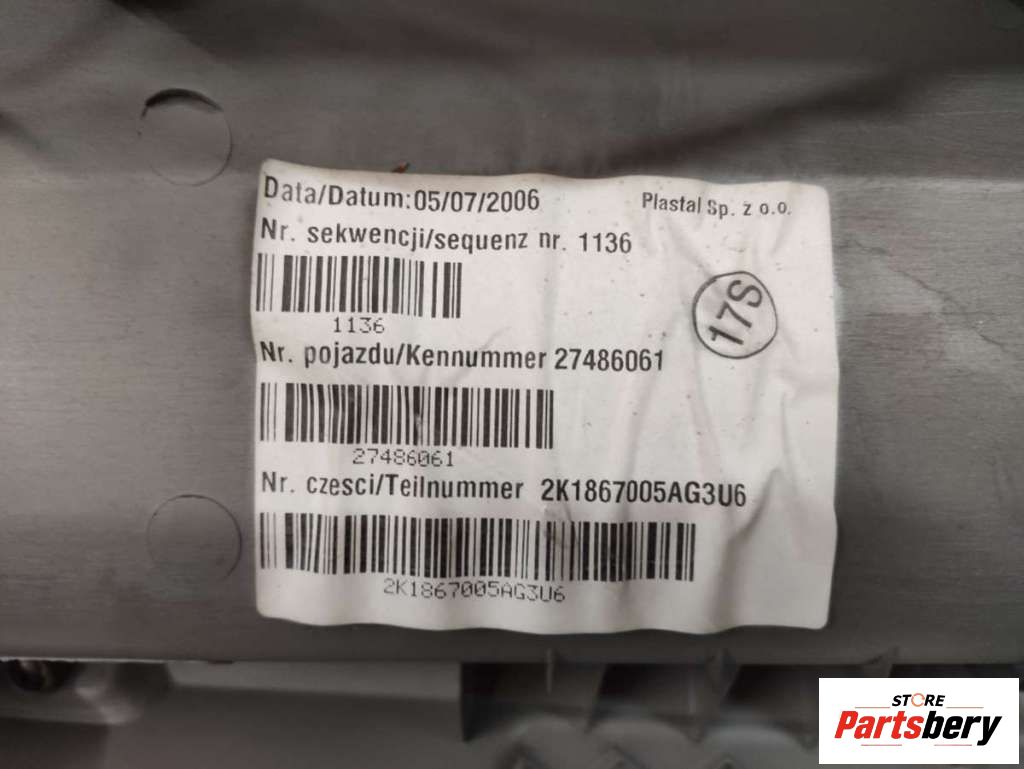 Data/Datum:05/07/2006
Plastal Sp. z o.o.
Nr. sekwencji/sequenz nr. 1136
1136
17S
Nr. pojazdu/Kennummer 27486061
27486061
Nr. czesci/Teilnummer 2K1867005AG3U6
2K1867005AG3U6
STORE
Partsbery